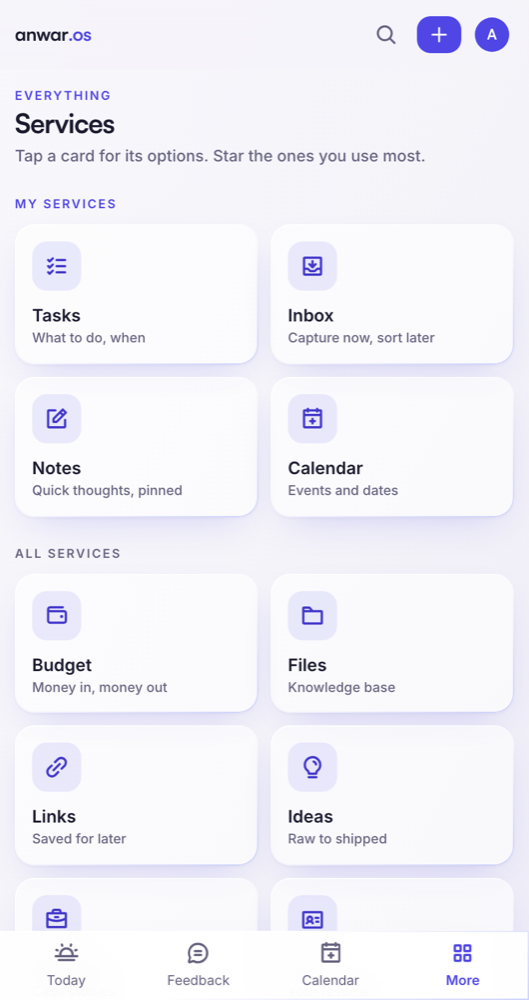 anwar.os
A
EVERYTHING
Services
Tap a card for its options. Star the ones you use most.
MY SERVICES
Tasks
What to do, when
Inbox
Capture now, sort later
Notes
Quick thoughts, pinned
Calendar
Events and dates
ALL SERVICES
Budget
Money in, money out
Files
Knowledge base
Links
Saved for later
Ideas
Raw to shipped
Today
Feedback
Calendar
More